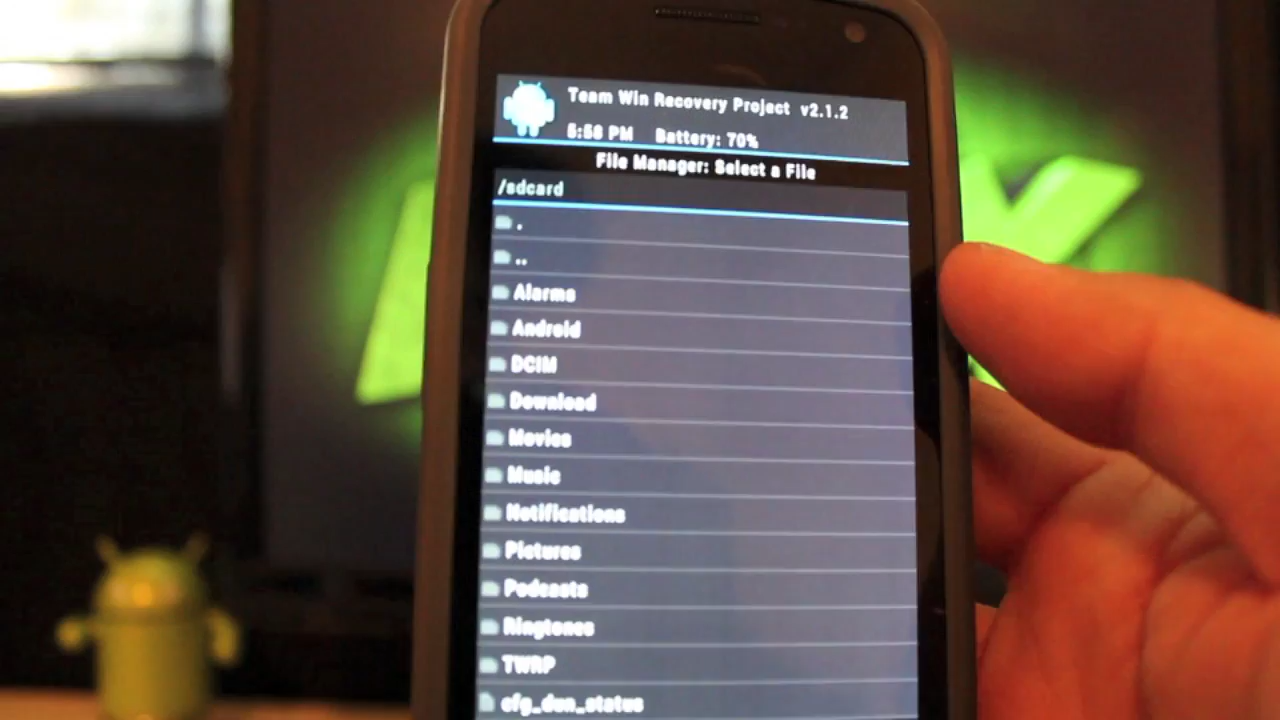 Team Win Recovery Project v2.1.2
5:58 PM Battery: 70%
File Manager: Select a File
/sdcard
.
..
Alarms
Android
DCIM
Download
Movies
Music
Notifications
Pictures
Podcasts
Ringtones
TWRP
cfg_dun_status